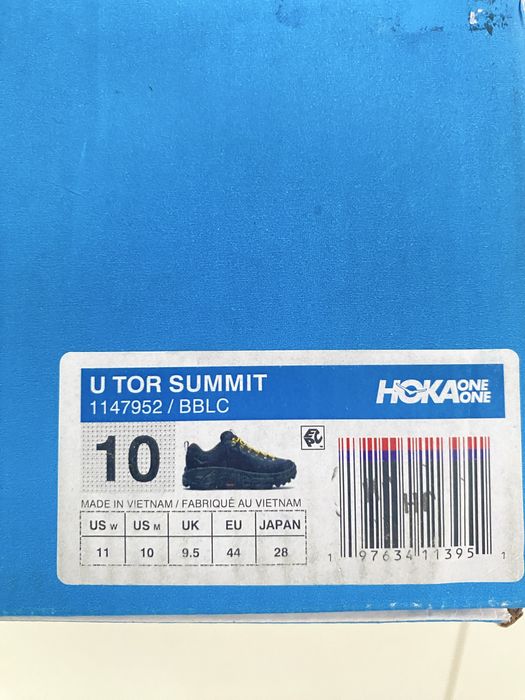 U TOR SUMMIT
1147952 / BBLC
HOKA ONE ONE
10
MADE IN VIETNAM / FABRIQUÉ AU VIETNAM
US W US M UK EU JAPAN
11 10 9.5 44 28
1 97634 11395 1